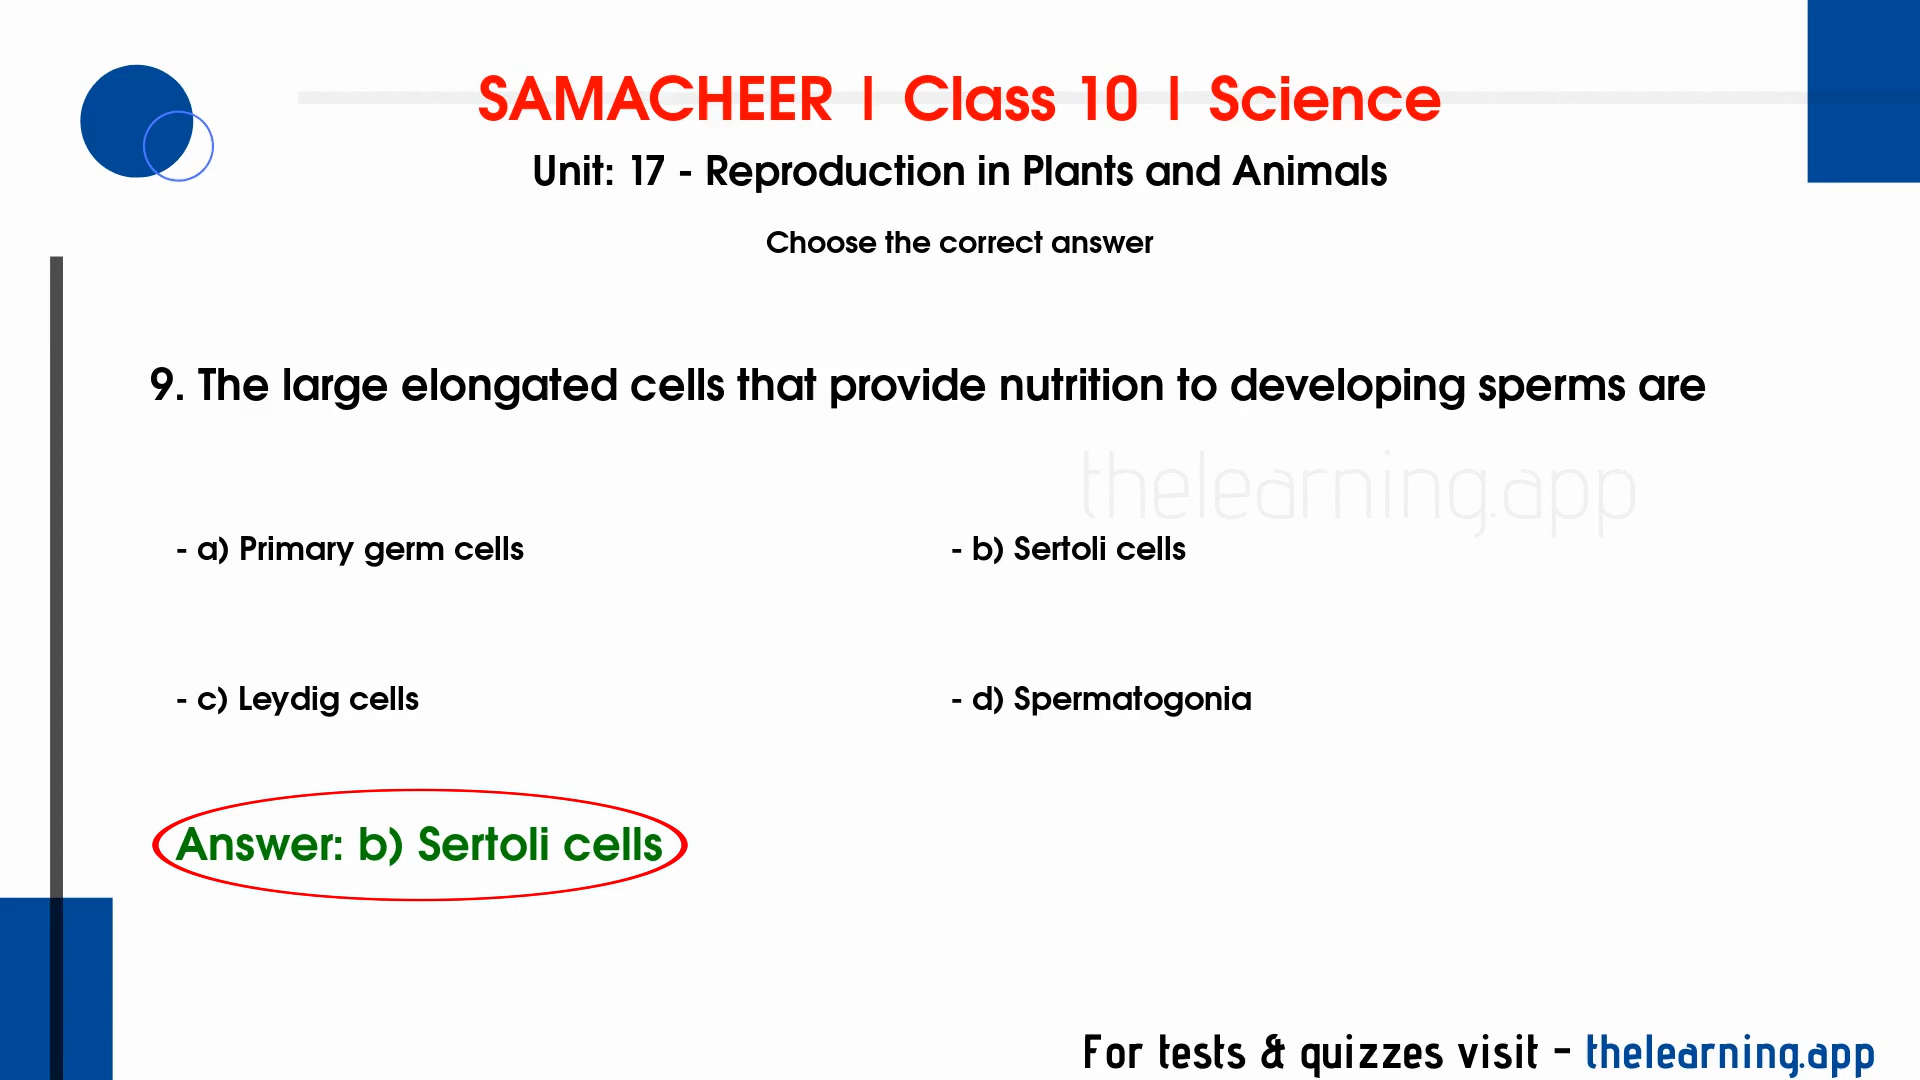 SAMACHEER | Class 10 | Science
Unit: 17 - Reproduction in Plants and Animals
Choose the correct answer
9. The large elongated cells that provide nutrition to developing sperms are
thelearning.app
- a) Primary germ cells
- b) Sertoli cells
- c) Leydig cells
- d) Spermatogonia
Answer: b) Sertoli cells
For tests & quizzes visit - thelearning.app